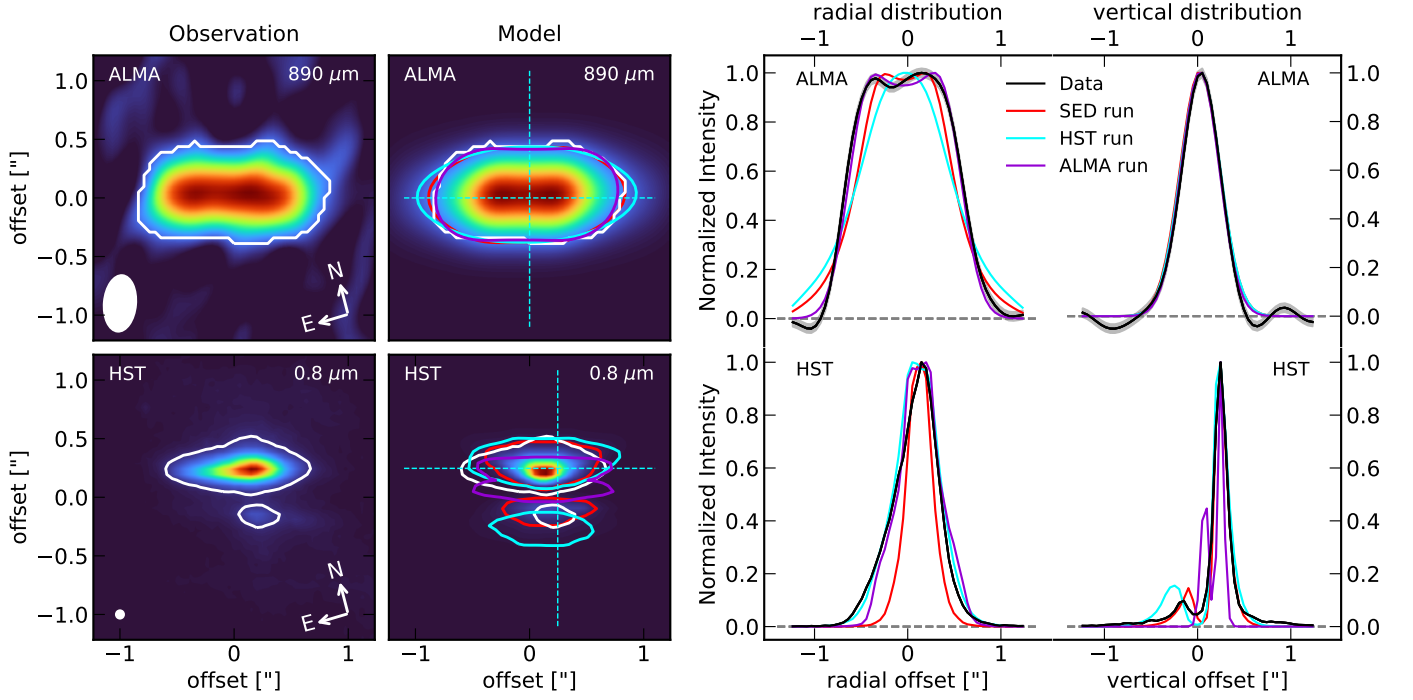 Observation
Model
radial distribution
vertical distribution
−1 0 1
−1 0 1
ALMA 890 μm
ALMA 890 μm
ALMA
ALMA
Data
SED run
HST run
ALMA run
offset ["]
1.0
0.5
0.0
−0.5
−1.0
N
E
Normalized Intensity
1.0
0.8
0.6
0.4
0.2
0.0
1.0
0.8
0.6
0.4
0.2
0.0
HST 0.8 μm
HST 0.8 μm
HST
HST
offset ["]
1.0
0.5
0.0
−0.5
−1.0
N
E
Normalized Intensity
1.0
0.8
0.6
0.4
0.2
0.0
1.0
0.8
0.6
0.4
0.2
0.0
−1 0 1
−1 0 1
−1 0 1
−1 0 1
offset ["]
offset ["]
radial offset ["]
vertical offset ["]